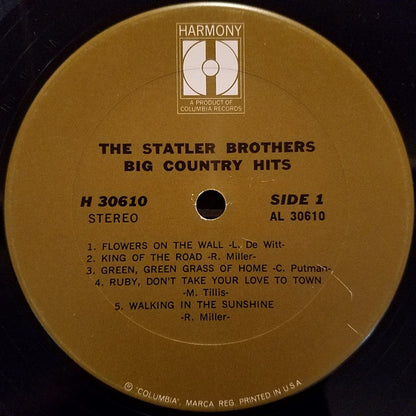 HARMONY
A PRODUCT OF
COLUMBIA RECORDS
THE STATLER BROTHERS
BIG COUNTRY HITS
H 30610 SIDE 1
STEREO AL 30610
1. FLOWERS ON THE WALL -L. De Witt-
2. KING OF THE ROAD -R. Miller-
3. GREEN, GREEN GRASS OF HOME -C. Putman-
4. RUBY, DON'T TAKE YOUR LOVE TO TOWN
-M. Tillis-
5. WALKING IN THE SUNSHINE
-R. Miller-
Ⓟ "COLUMBIA", MARCA REG. PRINTED IN U.S.A.